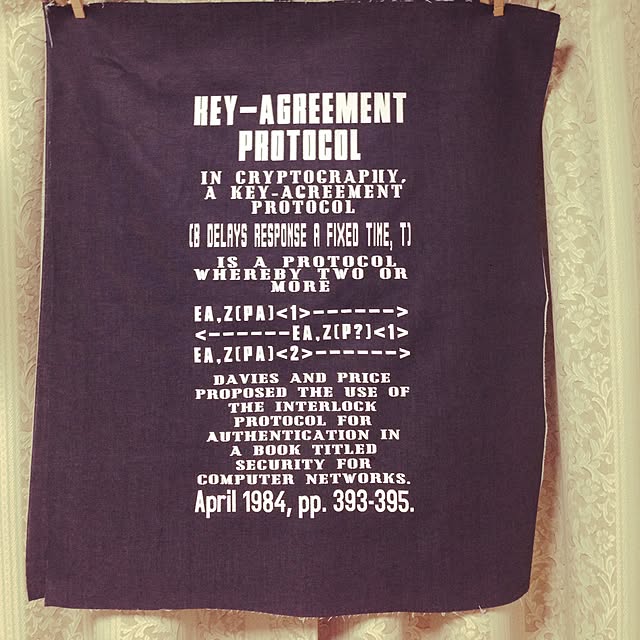 KEY-AGREEMENT
PROTOCOL
IN CRYPTOGRAPHY,
A KEY-AGREEMENT
PROTOCOL
(B DELAYS RESPONSE A FIXED TIME, T)
IS A PROTOCOL
WHEREBY TWO OR
MORE
EA,Z(PA)<1>------>
<------EA,Z(P?)<1>
EA,Z(PA)<2>------>
DAVIES AND PRICE
PROPOSED THE USE OF
THE INTERLOCK
PROTOCOL FOR
AUTHENTICATION IN
A BOOK TITLED
SECURITY FOR
COMPUTER NETWORKS.
April 1984, pp. 393-395.